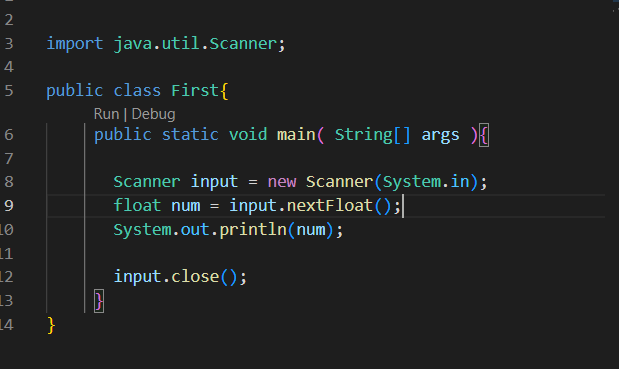 2
3 import java.util.Scanner;
4
5 public class First{
Run | Debug
6 public static void main( String[] args ){
7
8 Scanner input = new Scanner(System.in);
9 float num = input.nextFloat();
10 System.out.println(num);
11
12 input.close();
13 }
14 }